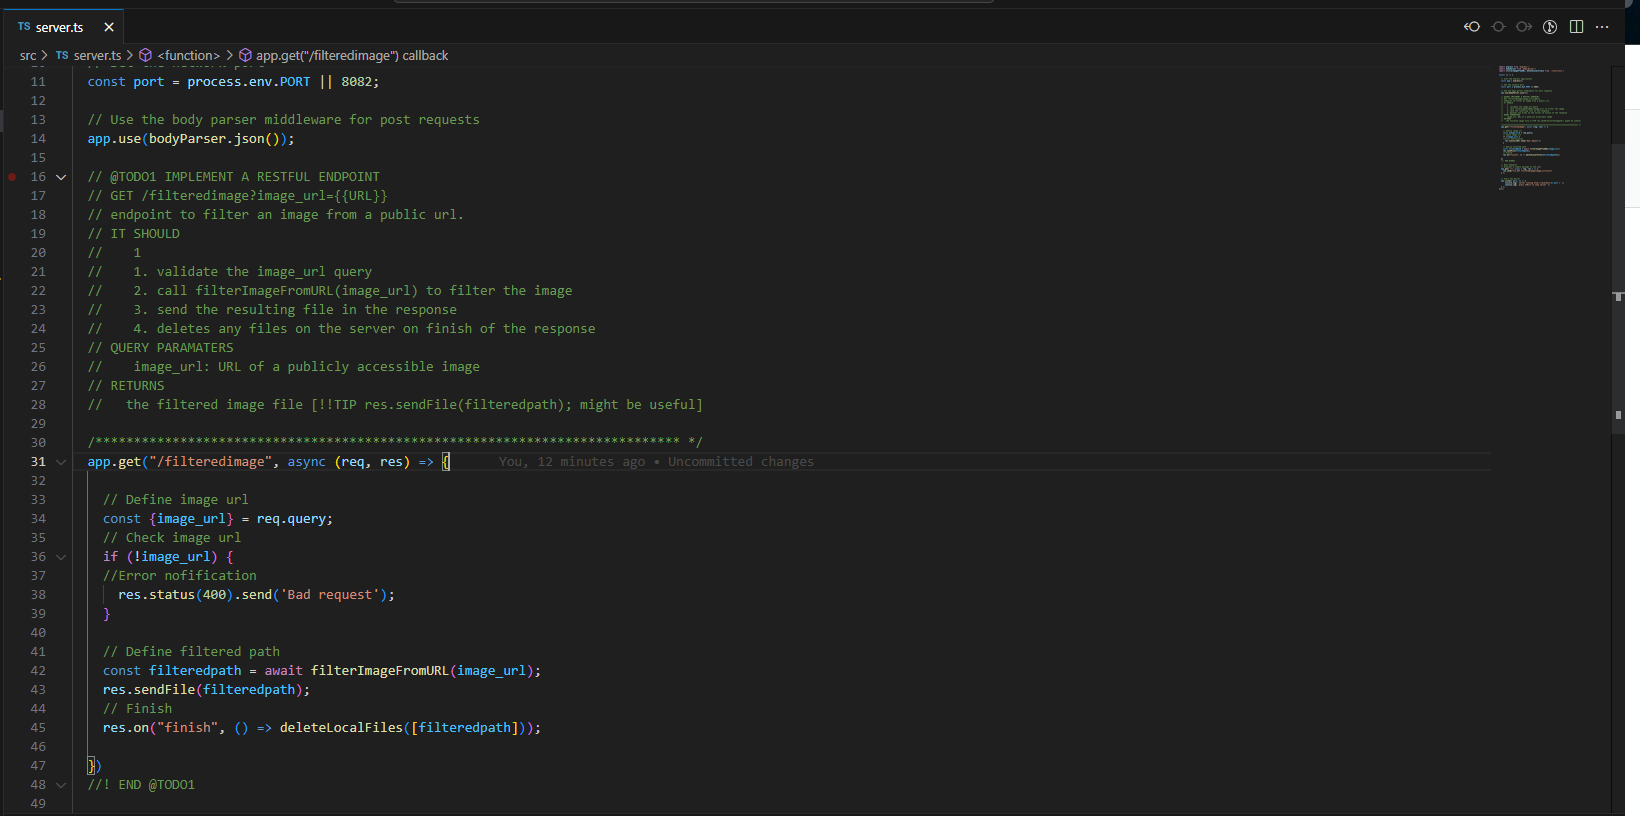 TS server.ts
src > TS server.ts > <function> > app.get("/filteredimage") callback
11 const port = process.env.PORT || 8082;
12
13 // Use the body parser middleware for post requests
14 app.use(bodyParser.json());
15
16 // @TODO1 IMPLEMENT A RESTFUL ENDPOINT
17 // GET /filteredimage?image_url={{URL}}
18 // endpoint to filter an image from a public url.
19 // IT SHOULD
20 //    1
21 //    1. validate the image_url query
22 //    2. call filterImageFromURL(image_url) to filter the image
23 //    3. send the resulting file in the response
24 //    4. deletes any files on the server on finish of the response
25 // QUERY PARAMATERS
26 //    image_url: URL of a publicly accessible image
27 // RETURNS
28 //   the filtered image file [!!TIP res.sendFile(filteredpath); might be useful]
29
30 /**************************************************************************** */
31 app.get("/filteredimage", async (req, res) => { You, 12 minutes ago • Uncommitted changes
32
33   // Define image url
34   const {image_url} = req.query;
35   // Check image url
36   if (!image_url) {
37   //Error nofification
38     res.status(400).send('Bad request');
39   }
40
41   // Define filtered path
42   const filteredpath = await filterImageFromURL(image_url);
43   res.sendFile(filteredpath);
44   // Finish
45   res.on("finish", () => deleteLocalFiles([filteredpath]));
46
47 })
48 //! END @TODO1
49